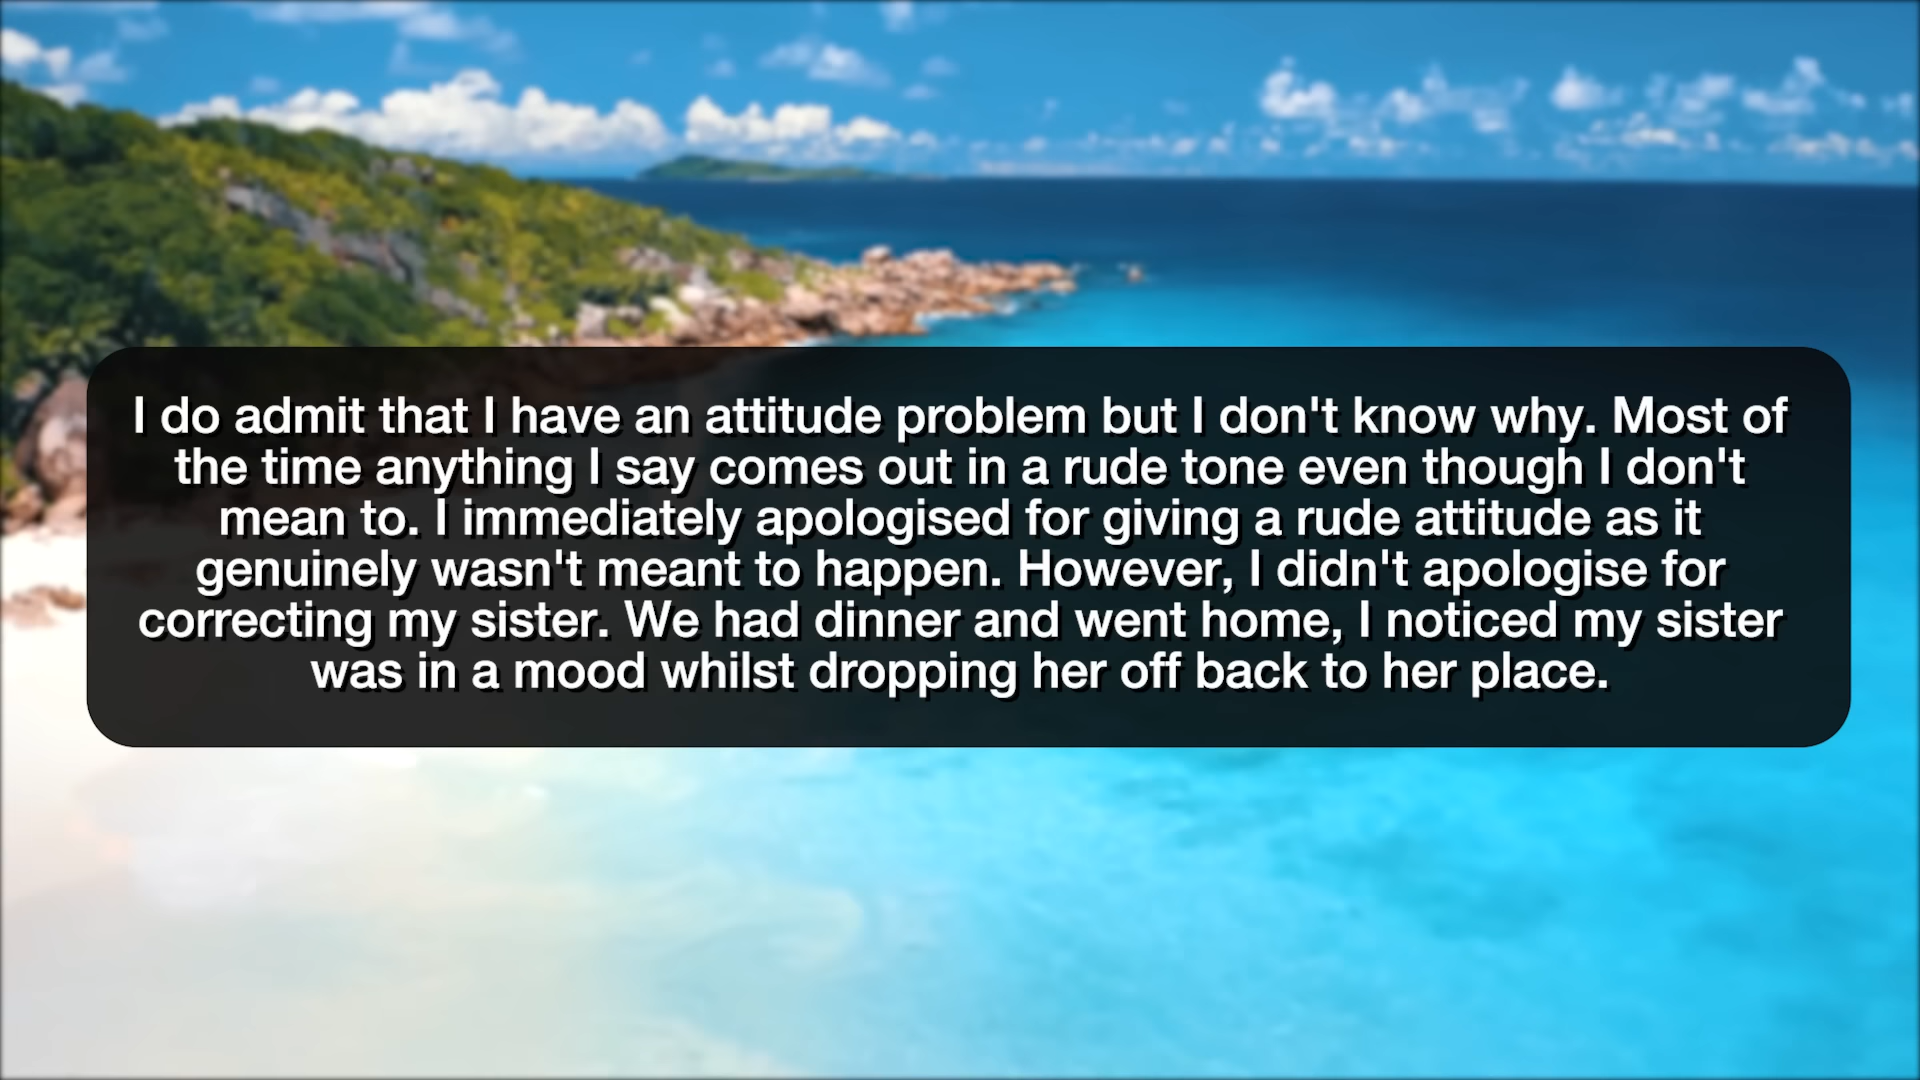 I do admit that I have an attitude problem but I don't know why. Most of
the time anything I say comes out in a rude tone even though I don't
mean to. I immediately apologised for giving a rude attitude as it
genuinely wasn't meant to happen. However, I didn't apologise for
correcting my sister. We had dinner and went home, I noticed my sister
was in a mood whilst dropping her off back to her place.